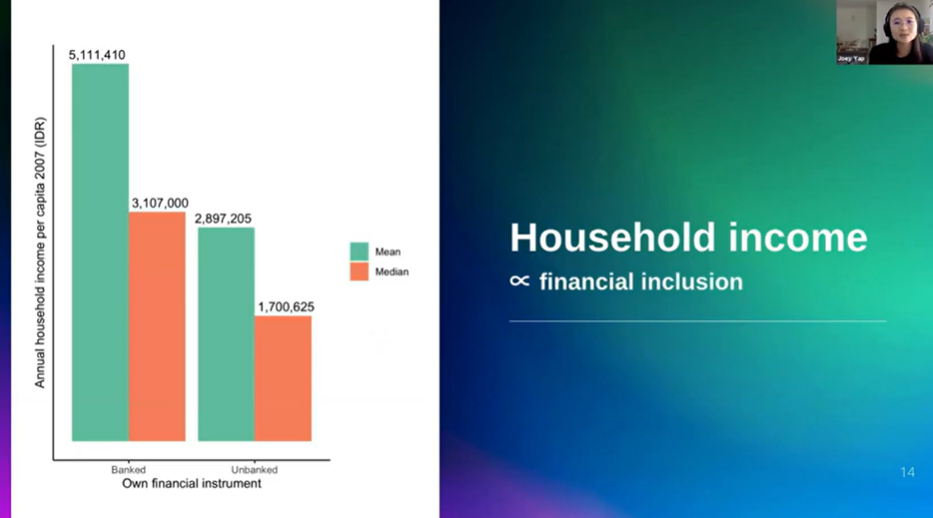 5,111,410
3,107,000
2,897,205
1,700,625
Annual household income per capita 2007 (IDR)
Mean
Median
Banked
Unbanked
Own financial instrument
Joey Yap
Household income
∝ financial inclusion
14